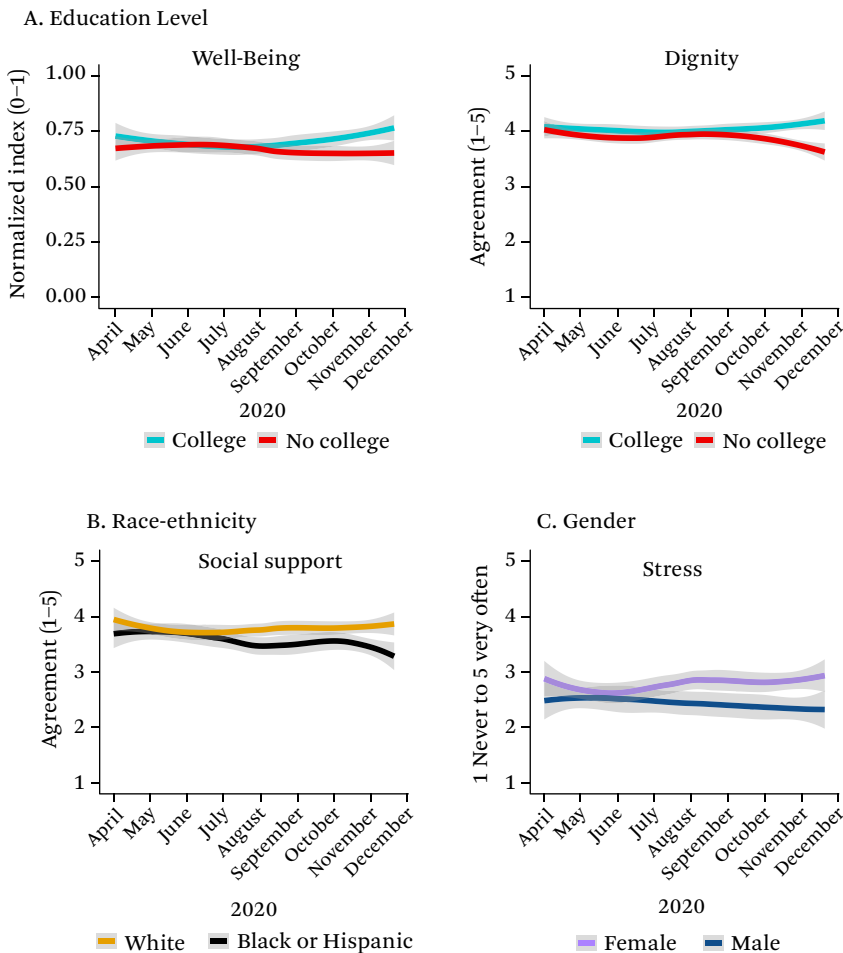 A. Education Level
Well-Being
Normalized index (0–1)
1.00
0.75
0.50
0.25
0.00
April
May
June
July
August
September
October
November
December
2020
College No college
Dignity
Agreement (1–5)
5
4
3
2
1
April
May
June
July
August
September
October
November
December
2020
College No college
B. Race-ethnicity
Social support
Agreement (1–5)
5
4
3
2
1
April
May
June
July
August
September
October
November
December
2020
White Black or Hispanic
C. Gender
Stress
1 Never to 5 very often
5
4
3
2
1
April
May
June
July
August
September
October
November
December
2020
Female Male